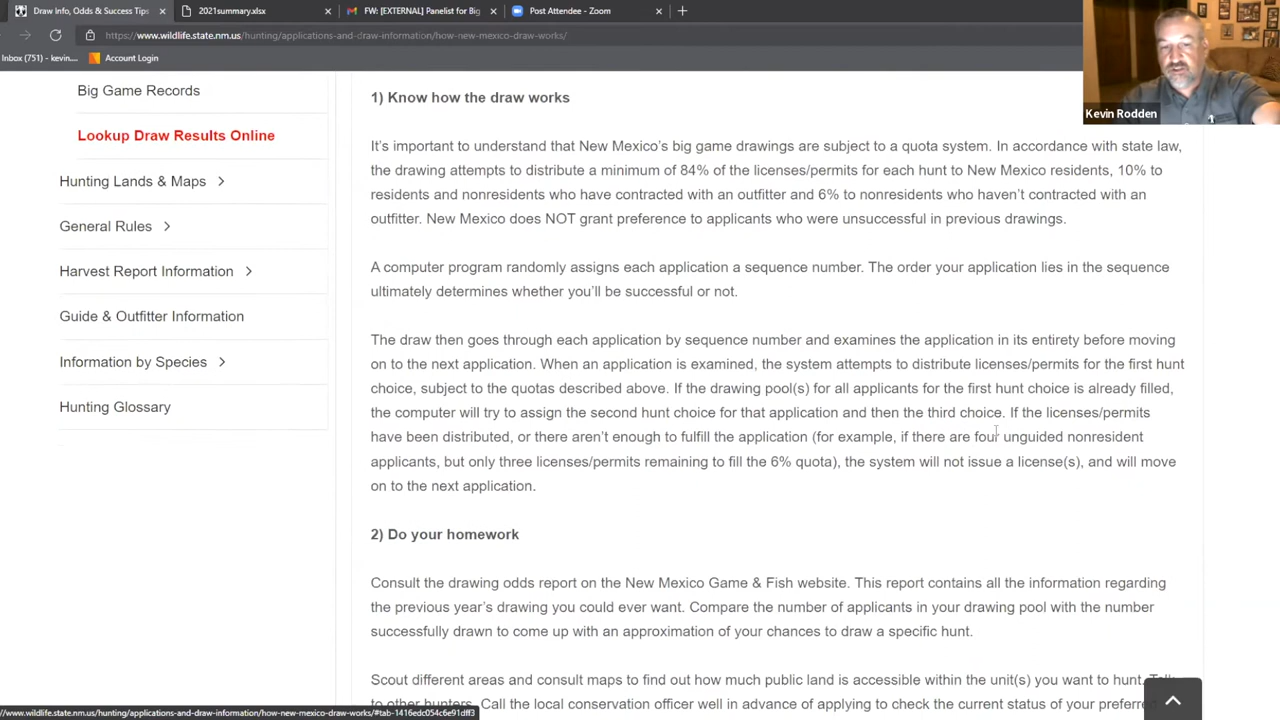 Draw Info, Odds & Success Tips
2021summary.xlsx
FW: [EXTERNAL] Panelist for Big
Post Attendee - Zoom
https://www.wildlife.state.nm.us/hunting/applications-and-draw-information/how-new-mexico-draw-works/
Inbox (751) - kevin....
Account Login
Kevin Rodden
Big Game Records
Lookup Draw Results Online
Hunting Lands & Maps
General Rules
Harvest Report Information
Guide & Outfitter Information
Information by Species
Hunting Glossary
1) Know how the draw works
It's important to understand that New Mexico's big game drawings are subject to a quota system. In accordance with state law,
the drawing attempts to distribute a minimum of 84% of the licenses/permits for each hunt to New Mexico residents, 10% to
residents and nonresidents who have contracted with an outfitter and 6% to nonresidents who haven't contracted with an
outfitter. New Mexico does NOT grant preference to applicants who were unsuccessful in previous drawings.
A computer program randomly assigns each application a sequence number. The order your application lies in the sequence
ultimately determines whether you'll be successful or not.
The draw then goes through each application by sequence number and examines the application in its entirety before moving
on to the next application. When an application is examined, the system attempts to distribute licenses/permits for the first hunt
choice, subject to the quotas described above. If the drawing pool(s) for all applicants for the first hunt choice is already filled,
the computer will try to assign the second hunt choice for that application and then the third choice. If the licenses/permits
have been distributed, or there aren't enough to fulfill the application (for example, if there are four unguided nonresident
applicants, but only three licenses/permits remaining to fill the 6% quota), the system will not issue a license(s), and will move
on to the next application.
2) Do your homework
Consult the drawing odds report on the New Mexico Game & Fish website. This report contains all the information regarding
the previous year's drawing you could ever want. Compare the number of applicants in your drawing pool with the number
successfully drawn to come up with an approximation of your chances to draw a specific hunt.
Scout different areas and consult maps to find out how much public land is accessible within the unit(s) you want to hunt. Talk
to other hunters. Call the local conservation officer well in advance of applying to check the current status of your preferred
//www.wildlife.state.nm.us/hunting/applications-and-draw-information/how-new-mexico-draw-works/#tab-1416edc054c6e91dff3